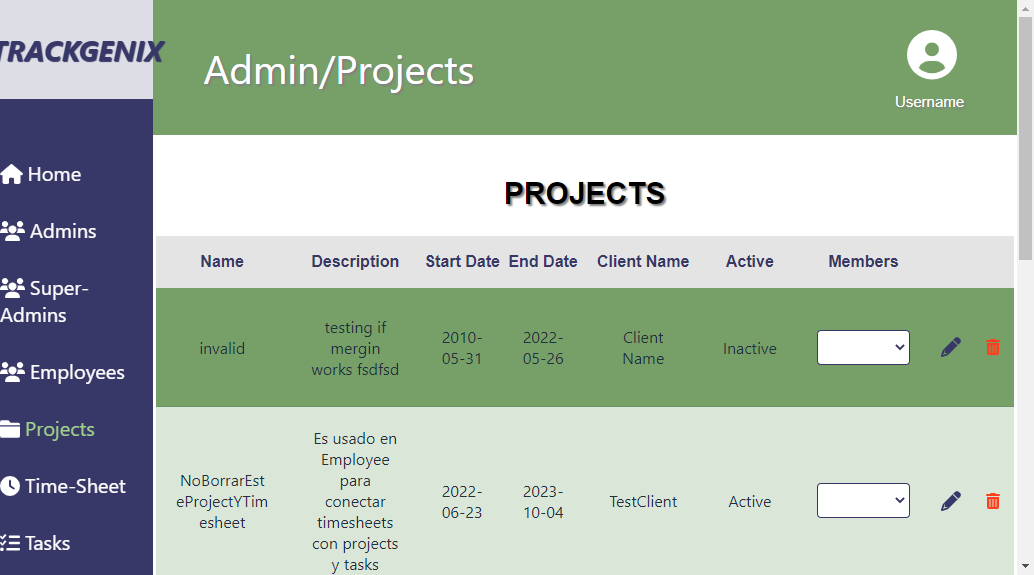 TRACKGENIX
Admin/Projects
Username
Home
Admins
Super-
Admins
Employees
Projects
Time-Sheet
Tasks
PROJECTS
Name Description Start Date End Date Client Name Active Members
invalid
testing if
mergin
works fsdfsd
2010-
05-31
2022-
05-26
Client
Name
Inactive
NoBorrarEst
eProjectYTim
esheet
Es usado en
Employee
para
conectar
timesheets
con projects
y tasks
2022-
06-23
2023-
10-04
TestClient
Active